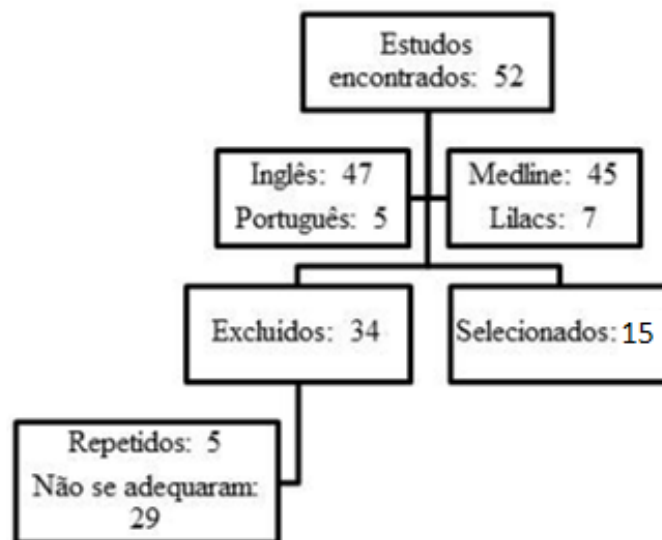 Estudos
encontrados: 52
Inglês: 47
Português: 5
Medline: 45
Lilacs: 7
Excluidos: 34
Selecionados: 15
Repetidos: 5
Não se adequaram:
29